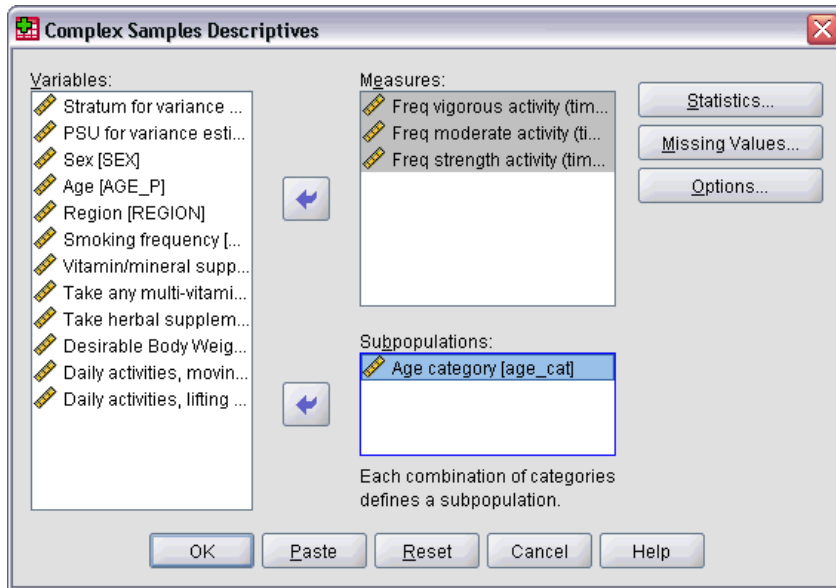 Complex Samples Descriptives
Variables:
Stratum for variance ...
PSU for variance esti...
Sex [SEX]
Age [AGE_P]
Region [REGION]
Smoking frequency [...
Vitamin/mineral supp...
Take any multi-vitami...
Take herbal supplem...
Desirable Body Weig...
Daily activities, movin...
Daily activities, lifting ...
Measures:
Freq vigorous activity (tim...
Freq moderate activity (ti...
Freq strength activity (tim...
Subpopulations:
Age category [age_cat]
Each combination of categories
defines a subpopulation.
Statistics...
Missing Values...
Options...
OK
Paste
Reset
Cancel
Help